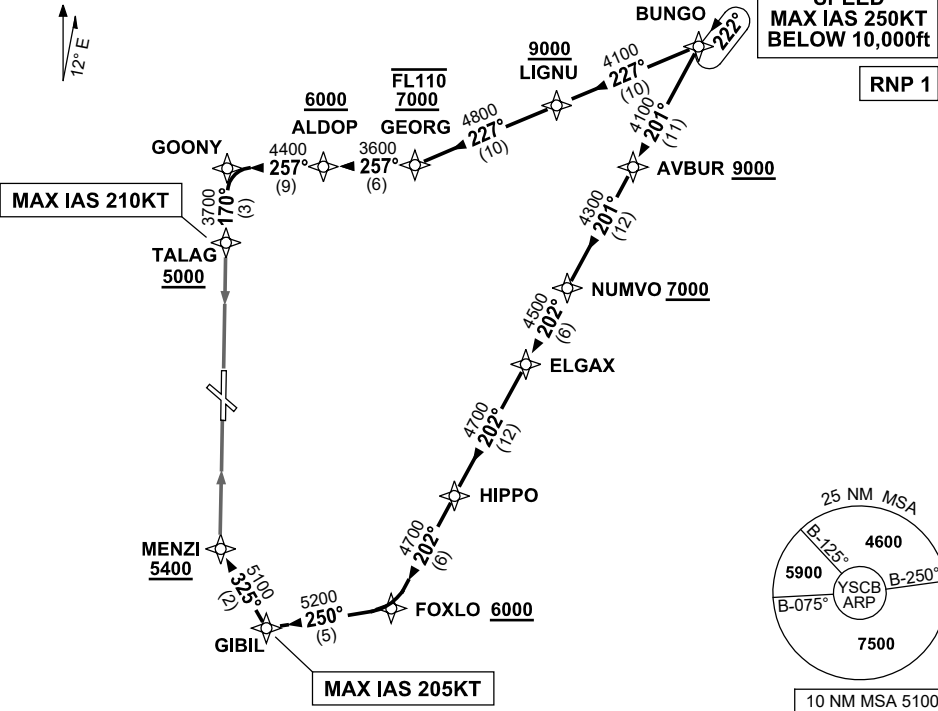 SPEED
MAX IAS 250KT
BELOW 10,000ft
RNP 1
12° E
BUNGO
222°
4100
227°
(10)
9000
LIGNU
4800
227°
(10)
FL110
7000
GEORG
3600
257°
(6)
6000
ALDOP
4400
257°
(9)
GOONY
3700
170°
(3)
MAX IAS 210KT
TALAG
5000
4100
201°
(11)
AVBUR 9000
4300
201°
(12)
NUMVO 7000
4500
202°
(6)
ELGAX
4700
202°
(12)
HIPPO
4700
202°
(6)
FOXLO 6000
5200
250°
(5)
GIBIL
MAX IAS 205KT
5100
325°
(2)
MENZI
5400
25 NM MSA
B-125°
4600
5900
YSCB
ARP
B-250°
B-075°
7500
10 NM MSA 5100